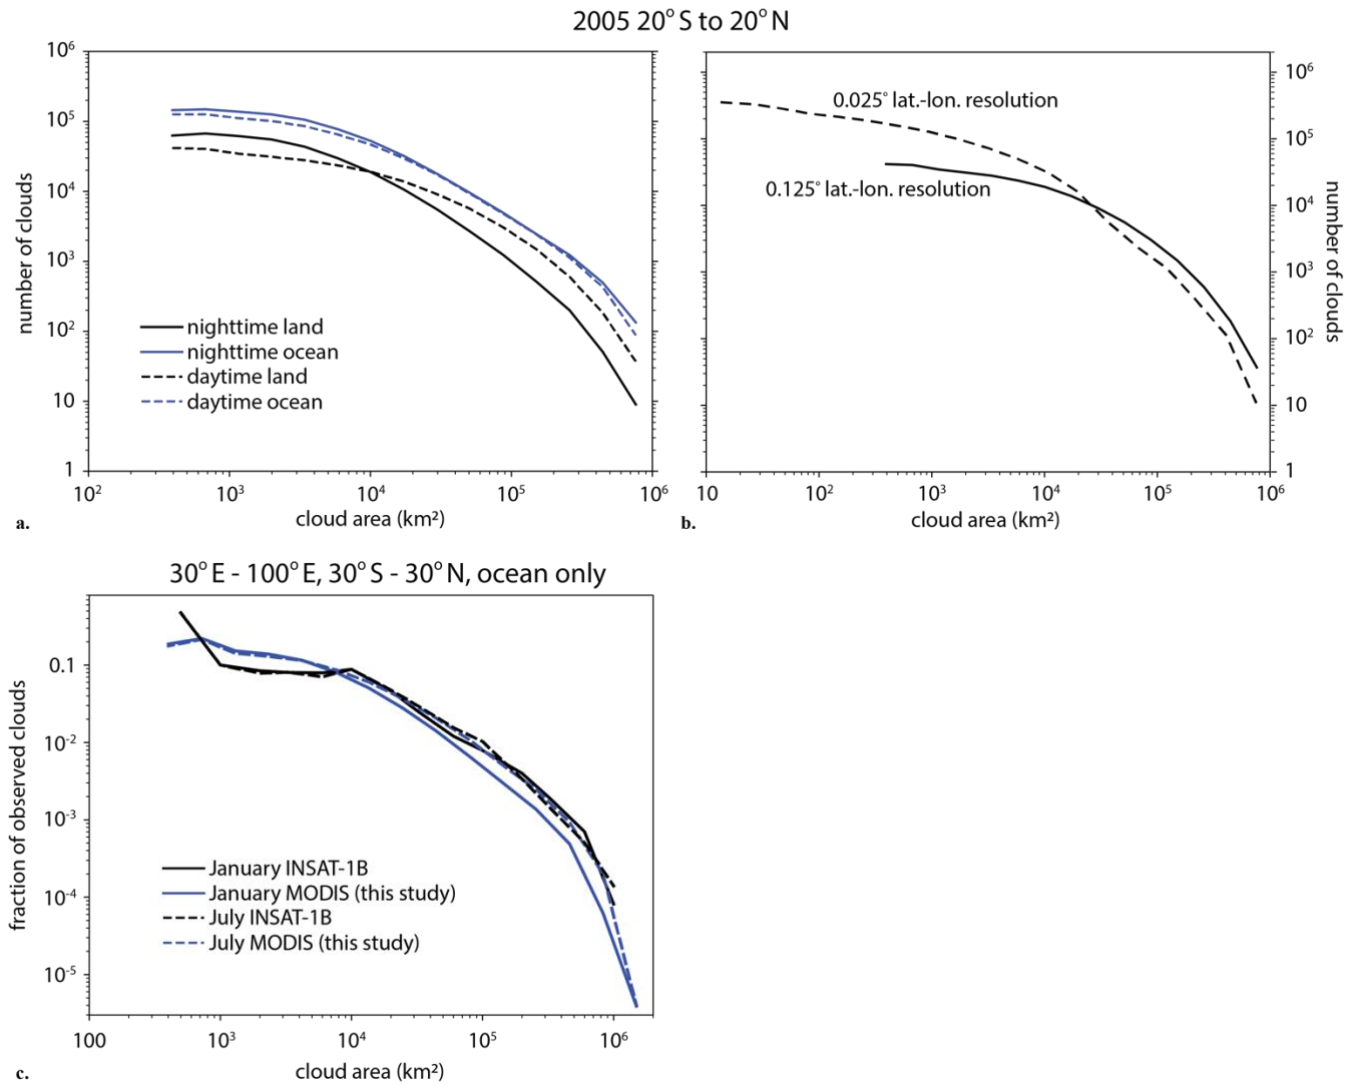 2005 20° S to 20° N
10⁶
10⁵
10⁴
10³
10²
10
1
number of clouds
nighttime land
nighttime ocean
daytime land
daytime ocean
10² 10³ 10⁴ 10⁵ 10⁶
cloud area (km²)
a.
0.025° lat.-lon. resolution
0.125° lat.-lon. resolution
10⁶
10⁵
10⁴
10³
10²
10
1
number of clouds
10 10² 10³ 10⁴ 10⁵ 10⁶
cloud area (km²)
b.
30° E - 100° E, 30° S - 30° N, ocean only
0.1
10⁻²
10⁻³
10⁻⁴
10⁻⁵
fraction of observed clouds
January INSAT-1B
January MODIS (this study)
July INSAT-1B
July MODIS (this study)
100 10³ 10⁴ 10⁵ 10⁶
cloud area (km²)
c.